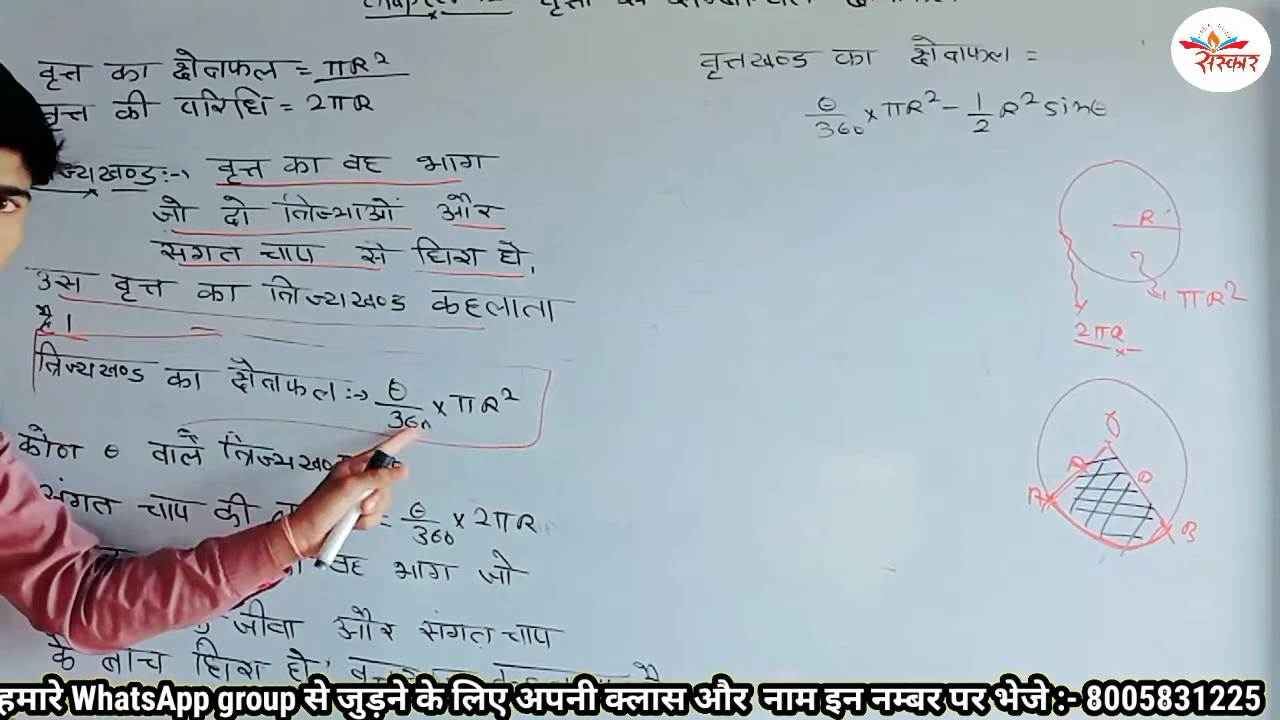 वृत्त का क्षेत्रफल = πR²
वृत्त की परिधि = 2πR
वृत्त का वह भाग
जो दो त्रिज्याओं और
संगत चाप से घिरा हो,
उस वृत्त का त्रिज्यखण्ड कहलाता
है।
त्रिज्यखण्ड का क्षेत्रफल :→ θ/360 × πR²
कोण θ वाले त्रिज्यखण्ड
संगत चाप की = θ/360 × 2πR
वह भाग जो
जीवा और संगत चाप
के बीच घिरा हो
वृत्तखण्ड का क्षेत्रफल =
θ/360 × πR² - 1/2 R² sinθ
R
πR²
2πR
O
R
A
B
संस्कार
हमारे WhatsApp group से जुड़ने के लिए अपनी क्लास और नाम इन नम्बर पर भेजे :- 8005831225